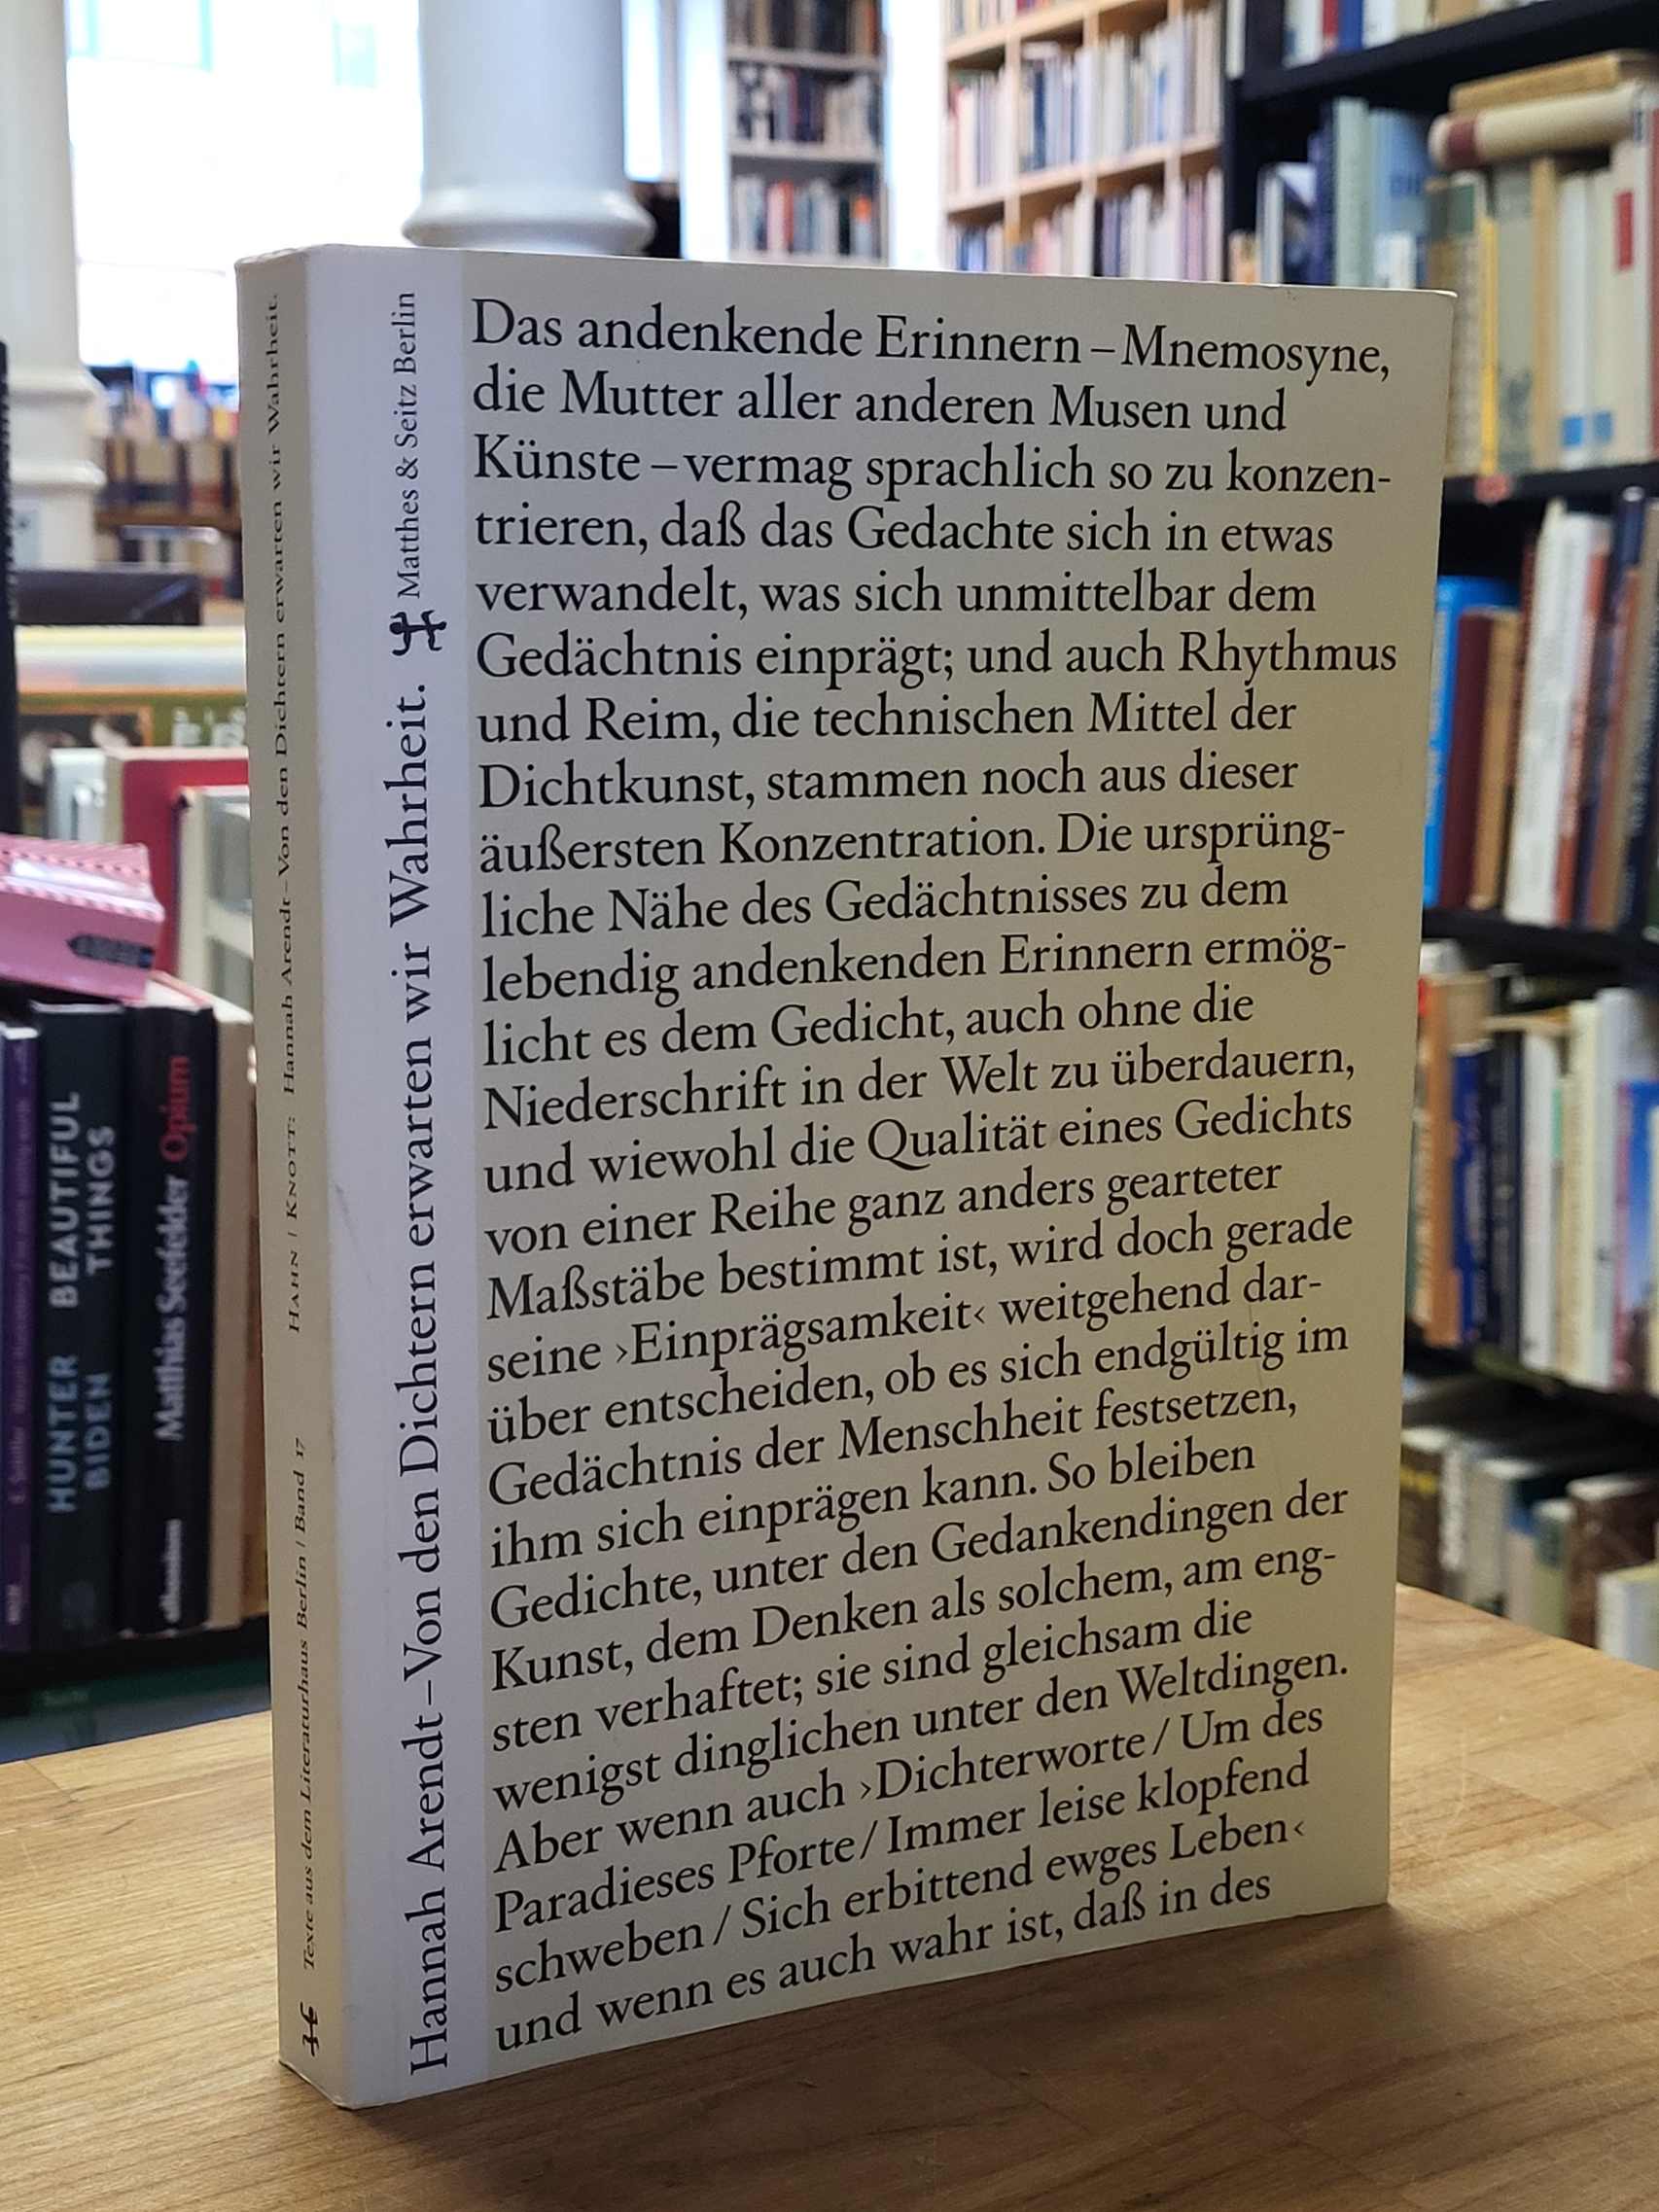 Das andenkende Erinnern – Mnemosyne,
die Mutter aller anderen Musen und
Künste – vermag sprachlich so zu konzen-
trieren, daß das Gedachte sich in etwas
verwandelt, was sich unmittelbar dem
Gedächtnis einprägt; und auch Rhythmus
und Reim, die technischen Mittel der
Dichtkunst, stammen noch aus dieser
äußersten Konzentration. Die ursprüng-
liche Nähe des Gedächtnisses zu dem
lebendig andenkenden Erinnern ermög-
licht es dem Gedicht, auch ohne die
Niederschrift in der Welt zu überdauern,
und wiewohl die Qualität eines Gedichts
von einer Reihe ganz anders gearteter
Maßstäbe bestimmt ist, wird doch gerade
seine ›Einprägsamkeit‹ weitgehend dar-
über entscheiden, ob es sich endgültig im
Gedächtnis der Menschheit festsetzen,
ihm sich einprägen kann. So bleiben
Gedichte, unter den Gedankendingen der
Kunst, dem Denken als solchem, am eng-
sten verhaftet; sie sind gleichsam die
wenigst dinglichen unter den Weltdingen.
Aber wenn auch ›Dichterworte / Um des
Paradieses Pforte / Immer leise klopfend
schweben / Sich erbittend ewges Leben‹
und wenn es auch wahr ist, daß in des
Hannah Arendt – Von den Dichtern erwarten wir Wahrheit.
Matthes & Seitz Berlin
Texte aus dem Literaturhaus Berlin | Band 17
HAHN | KNOTT: Hannah Arendt – Von den Dichtern erwarten wir Wahrheit.
HUNTER BIDEN
BEAUTIFUL THINGS
Matthias Seefelder Opium